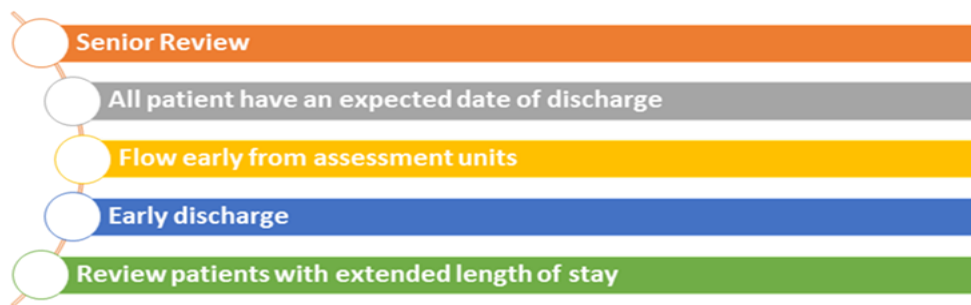 Senior Review
All patient have an expected date of discharge
Flow early from assessment units
Early discharge
Review patients with extended length of stay